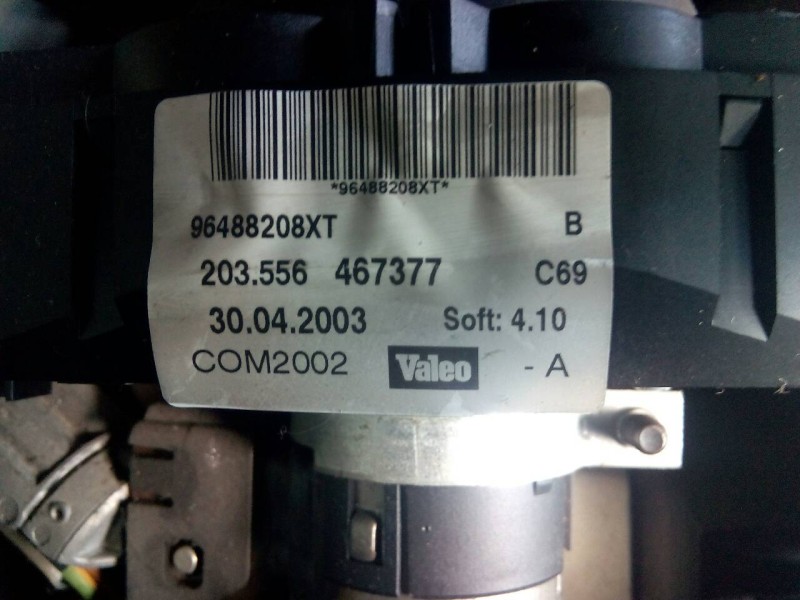 *96488208XT*
96488208XT B
203.556 467377 C69
30.04.2003 Soft: 4.10
COM2002 Valeo - A